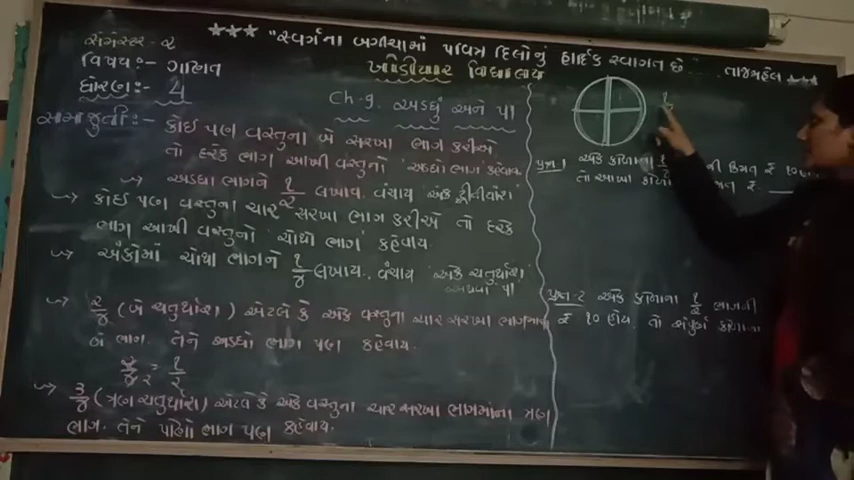 સેમેસ્ટર - ૨
*** "સ્વર્ગના બગીચામાં પવિત્ર દિલોનું હાર્દિક સ્વાગત છે ... તાજમહેલ ***
વિષય:- ગણિત
ખોડીયાર વિદ્યાલય
ધોરણ:- 4
Ch-9. અડધું અને પા
સમજુતી:- કોઈ પણ વસ્તુના બે સરખા ભાગ કરીએ
તો દરેક ભાગ આખી વસ્તુનો 'અડધો ભાગ' કહેવાય
→ અડધા ભાગને ૧/૨ લખાય. વંચાય 'એક દ્વિતીયાંશ'
→ કોઈ પણ વસ્તુના ચાર સરખા ભાગ કરીએ તો દરેક
ભાગ આખી વસ્તુનો 'ચોથો ભાગ' કહેવાય
→ અંકોમાં ચોથા ભાગને ૧/૪ લખાય. વંચાય 'એક ચતુર્થાંશ'
અથવા પા
→ ૨/૪ (બે ચતુર્થાંશ) એટલે કે એક વસ્તુના ચાર સરખા ભાગમાંના
બે ભાગ. તેને અડધો ભાગ પણ કહેવાય.
= ૧/૨
→ ૩/૪ (ત્રણ ચતુર્થાંશ) એટલે કે એક વસ્તુના ચાર સરખા ભાગમાંના ત્રણ
ભાગ. તેને પોણો ભાગ પણ કહેવાય.
પ્રશ્ન ૧ એક કોળાના ની કિંમત ₹
તો આખા ₹
પ્રશ્ન-૨ એક કોળાના ૧/૨ ભાગની
₹ ૧૦ હોય. તો સંપૂર્ણ કોળાના